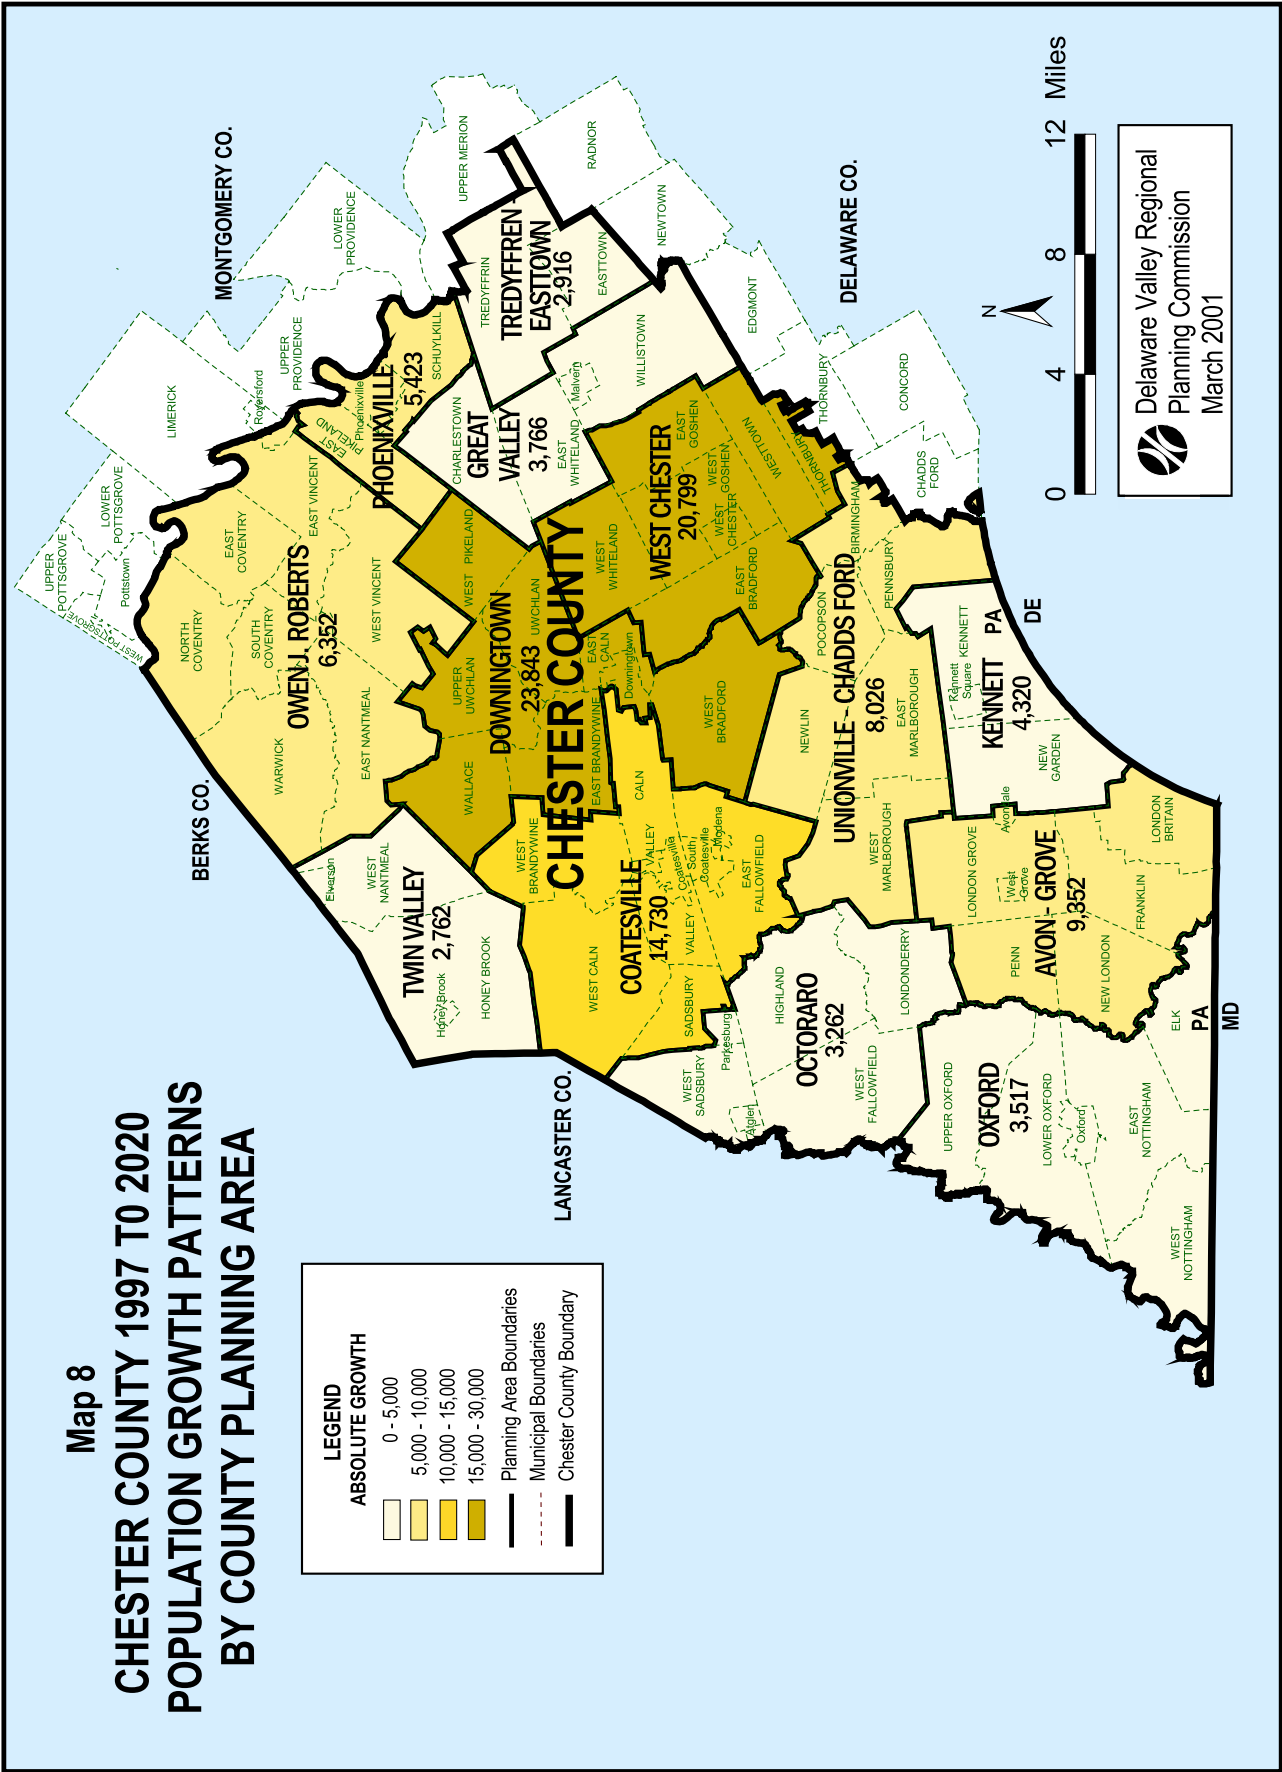 Map 8
CHESTER COUNTY 1997 TO 2020
POPULATION GROWTH PATTERNS
BY COUNTY PLANNING AREA
LEGEND
ABSOLUTE GROWTH
0 - 5,000
5,000 - 10,000
10,000 - 15,000
15,000 - 30,000
Planning Area Boundaries
Municipal Boundaries
Chester County Boundary
BERKS CO.
MONTGOMERY CO.
LANCASTER CO.
DELAWARE CO.
CHESTER COUNTY
UPPER
POTTSGROVE
LOWER
POTTSGROVE
Pottstown
WEST POTTSGROVE
LIMERICK
Royersford
UPPER
PROVIDENCE
LOWER
PROVIDENCE
UPPER MERION
RADNOR
NEWTOWN
EDGMONT
THORNBURY
CONCORD
CHADDS
FORD
OWEN J. ROBERTS
6,352
NORTH
COVENTRY
SOUTH
COVENTRY
EAST
COVENTRY
EAST VINCENT
WEST VINCENT
WARWICK
EAST NANTMEAL
PHOENIXVILLE
5,423
EAST
PIKELAND
Phoenixville
SCHUYLKILL
TREDYFFREN -
EASTTOWN
2,916
TREDYFFRIN
EASTTOWN
GREAT
VALLEY
3,766
CHARLESTOWN
EAST
WHITELAND
Malvern
WILLISTOWN
TWIN VALLEY
2,762
Elverson
WEST
NANTMEAL
Honey Brook
HONEY BROOK
DOWNINGTOWN
23,843
WEST PIKELAND
UPPER
UWCHLAN
UWCHLAN
WALLACE
EAST BRANDYWINE
EAST
CALN
Downingtown
WEST
BRADFORD
WEST CHESTER
20,799
WEST
WHITELAND
EAST
GOSHEN
WEST
GOSHEN
WEST
CHESTER
EAST
BRADFORD
WESTTOWN
THORNBURY
COATESVILLE
14,730
WEST
BRANDYWINE
CALN
VALLEY
Coatesville
South
Coatesville
Modena
EAST
FALLOWFIELD
WEST CALN
VALLEY
SADSBURY
UNIONVILLE - CHADDS FORD
8,026
POCOPSON
BIRMINGHAM
PENNSBURY
NEWLIN
EAST
MARLBOROUGH
WEST
MARLBOROUGH
KENNETT
4,320
KENNETT
Kennett
Square
NEW
GARDEN
PA
DE
AVON - GROVE
9,352
LONDON GROVE
Avondale
West
Grove
PENN
NEW LONDON
FRANKLIN
LONDON
BRITAIN
OCTORARO
3,262
WEST
SADSBURY
Parkesburg
Atglen
HIGHLAND
LONDONDERRY
WEST
FALLOWFIELD
OXFORD
3,517
UPPER OXFORD
LOWER OXFORD
Oxford
ELK
EAST
NOTTINGHAM
WEST
NOTTINGHAM
PA
MD
N
0 4 8 12 Miles
Delaware Valley Regional
Planning Commission
March 2001